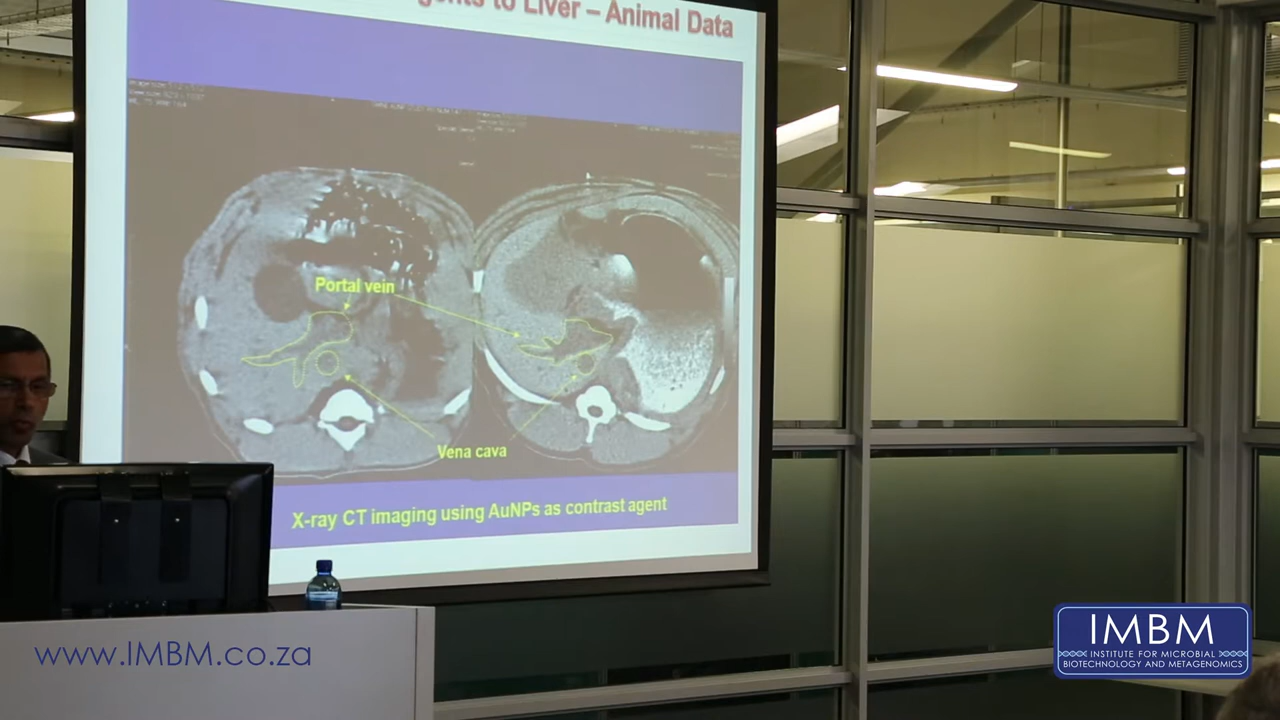 to Liver – Animal Data
Portal vein
Vena cava
X-ray CT imaging using AuNPs as contrast agent
www.IMBM.co.za
IMBM
INSTITUTE FOR MICROBIAL
BIOTECHNOLOGY AND METAGENOMICS